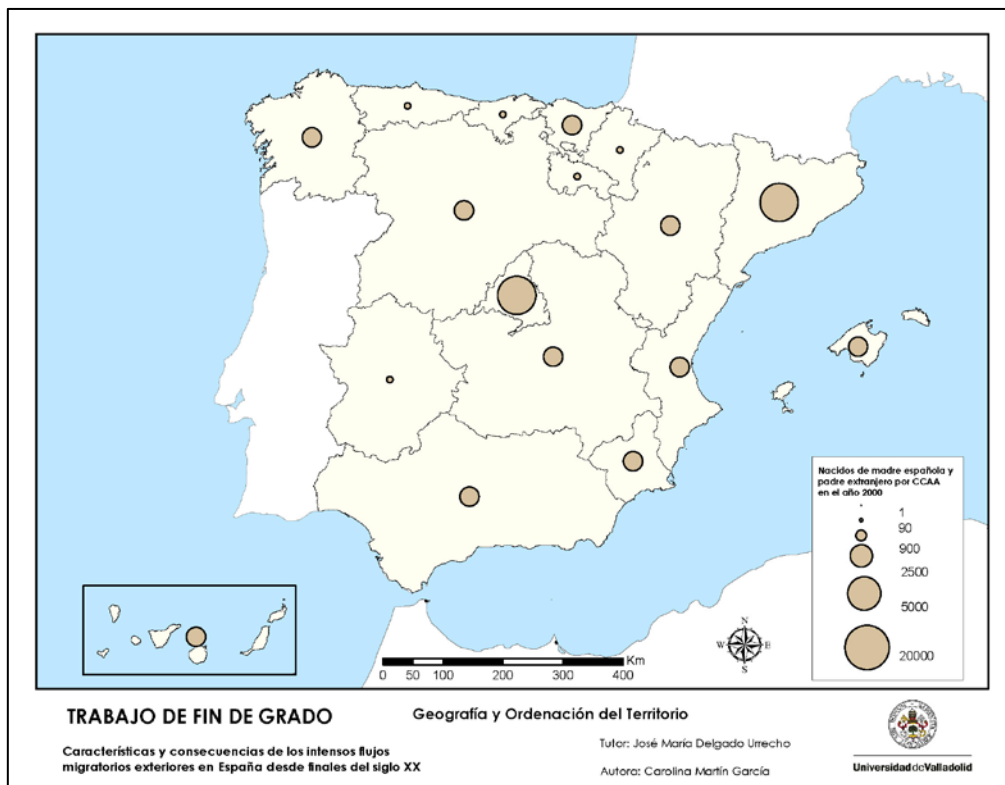 Nacidos de madre española y
padre extranjero por CCAA
en el año 2000
1
90
900
2500
5000
20000
N
W E
S
Km
0 50 100 200 300 400
TRABAJO DE FIN DE GRADO
Geografía y Ordenación del Territorio
Características y consecuencias de los intensos flujos
migratorios exteriores en España desde finales del siglo XX
Tutor: José María Delgado Urrecho
Autora: Carolina Martín García
Universidad de Valladolid